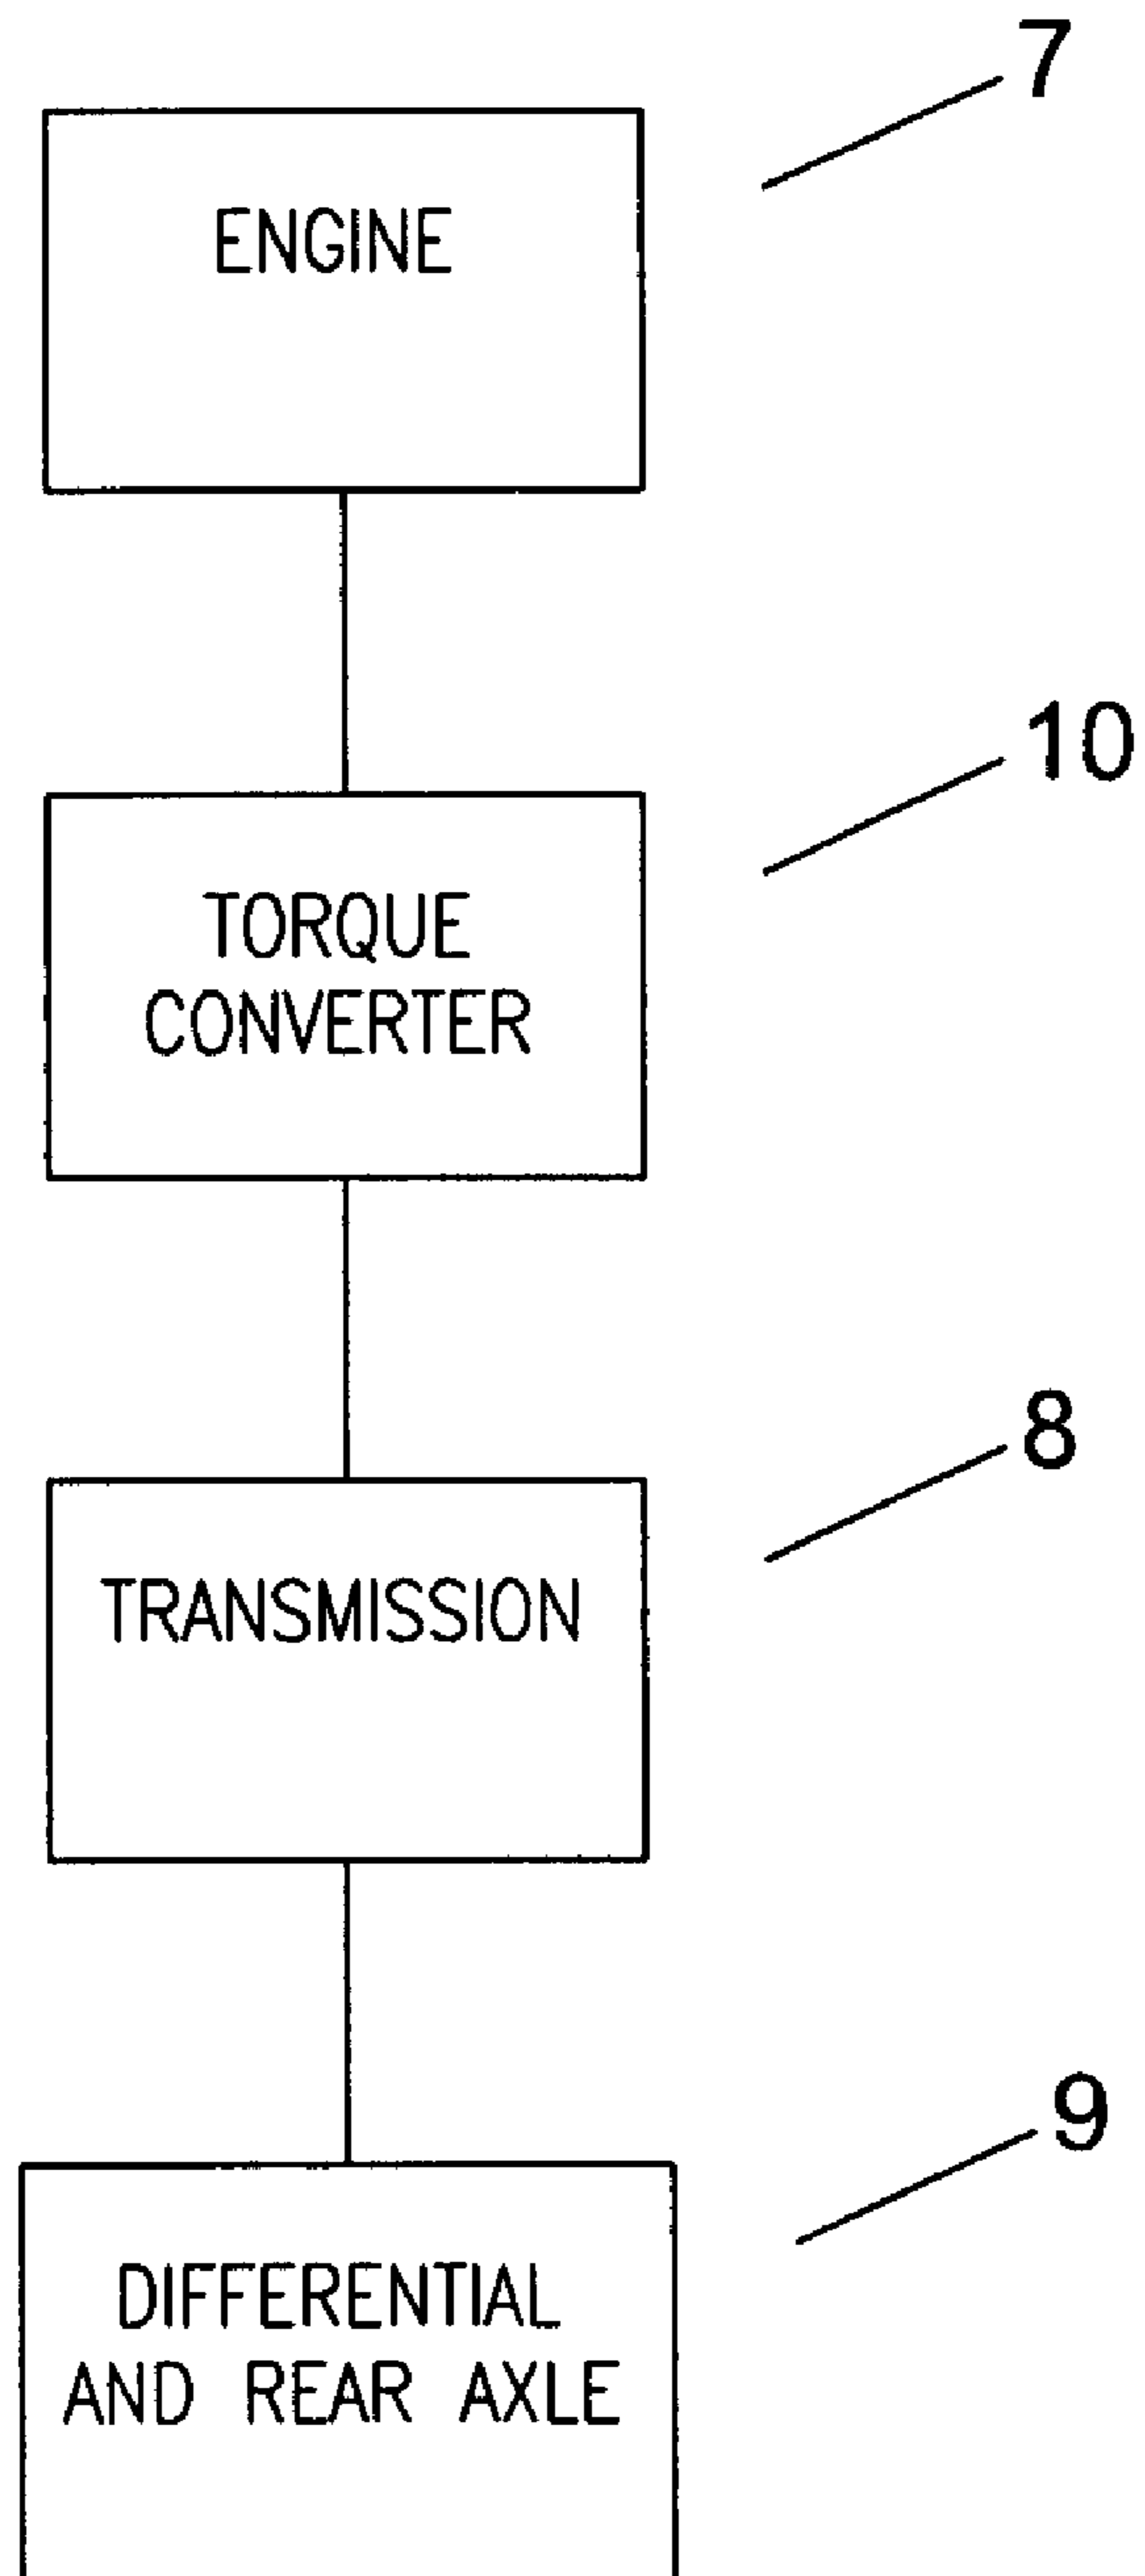 7
ENGINE
10
TORQUE
CONVERTER
8
TRANSMISSION
9
DIFFERENTIAL
AND REAR AXLE